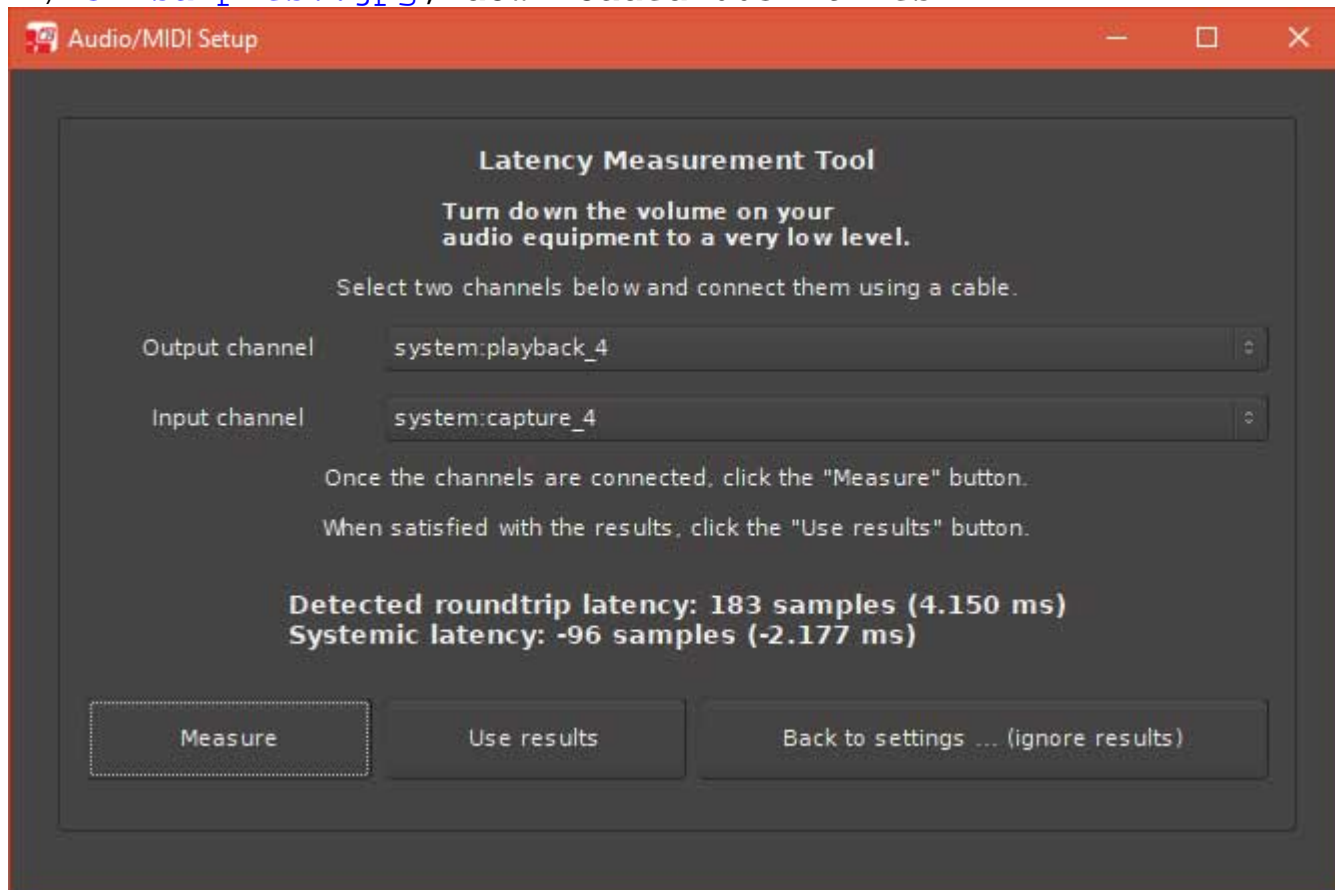 Audio/MIDI Setup
Latency Measurement Tool
Turn down the volume on your
audio equipment to a very low level.
Select two channels below and connect them using a cable.
Output channel system:playback_4
Input channel system:capture_4
Once the channels are connected, click the "Measure" button.
When satisfied with the results, click the "Use results" button.
Detected roundtrip latency: 183 samples (4.150 ms)
Systemic latency: -96 samples (-2.177 ms)
Measure Use results Back to settings ... (ignore results)